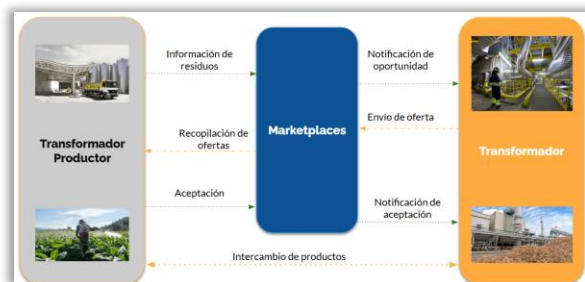 Información de
residuos
Notificación de
oportunidad
Envío de oferta
Marketplaces
Recopilación de
ofertas
Transformador
Productor
Transformador
Aceptación
Notificación de
aceptación
Intercambio de productos